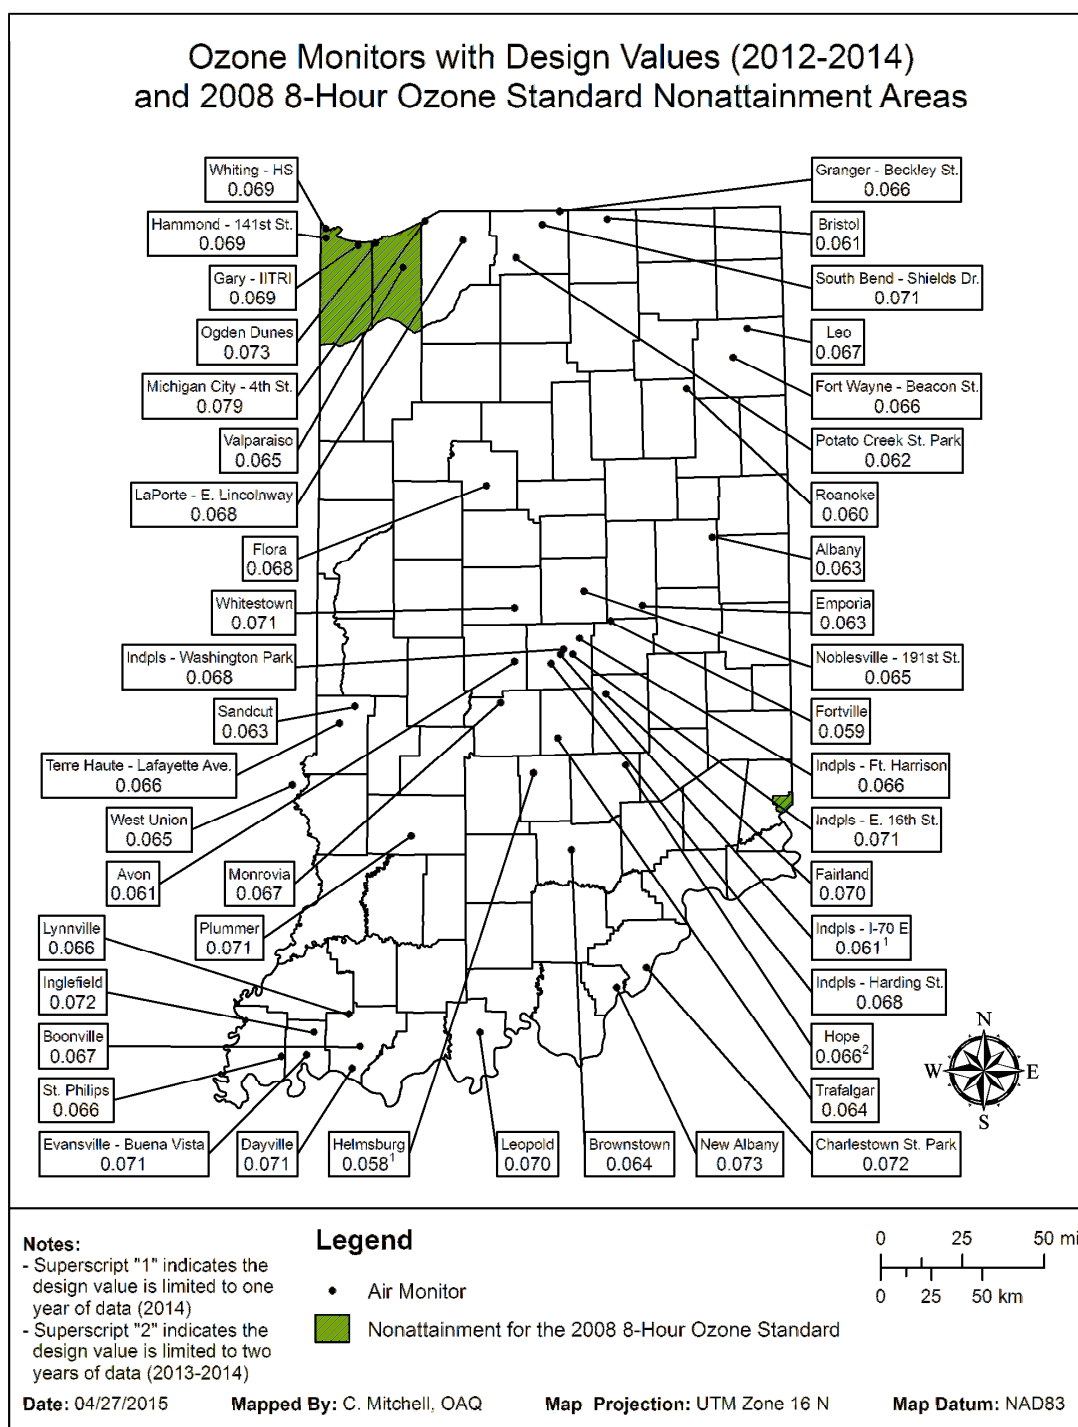 Ozone Monitors with Design Values (2012-2014)
and 2008 8-Hour Ozone Standard Nonattainment Areas
Whiting - HS
0.069
Hammond - 141st St.
0.069
Gary - IITRI
0.069
Ogden Dunes
0.073
Michigan City - 4th St.
0.079
Valparaiso
0.065
LaPorte - E. Lincolnway
0.068
Flora
0.068
Whitestown
0.071
Indpls - Washington Park
0.068
Sandcut
0.063
Terre Haute - Lafayette Ave.
0.066
West Union
0.065
Avon
0.061
Monrovia
0.067
Lynnville
0.066
Plummer
0.071
Inglefield
0.072
Boonville
0.067
St. Philips
0.066
Evansville - Buena Vista
0.071
Dayville
0.071
Helmsburg
0.058¹
Leopold
0.070
Brownstown
0.064
New Albany
0.073
Granger - Beckley St.
0.066
Bristol
0.061
South Bend - Shields Dr.
0.071
Leo
0.067
Fort Wayne - Beacon St.
0.066
Potato Creek St. Park
0.062
Roanoke
0.060
Albany
0.063
Emporia
0.063
Noblesville - 191st St.
0.065
Fortville
0.059
Indpls - Ft. Harrison
0.066
Indpls - E. 16th St.
0.071
Fairland
0.070
Indpls - I-70 E
0.061¹
Indpls - Harding St.
0.068
Hope
0.066²
Trafalgar
0.064
Charlestown St. Park
0.072
N
W E
S
Notes:
- Superscript "1" indicates the
design value is limited to one
year of data (2014)
- Superscript "2" indicates the
design value is limited to two
years of data (2013-2014)
Legend
Air Monitor
Nonattainment for the 2008 8-Hour Ozone Standard
0 25 50 mi
0 25 50 km
Date: 04/27/2015 Mapped By: C. Mitchell, OAQ Map Projection: UTM Zone 16 N Map Datum: NAD83